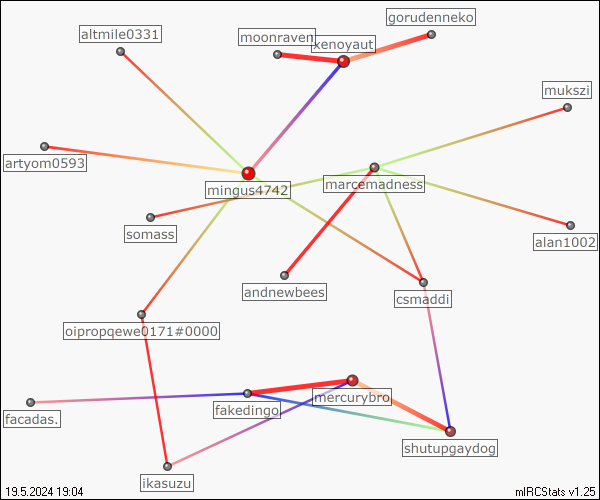 gorudenneko
altmile0331
moonraven
xenoyaut
mukszi
artyom0593
mingus4742
marcemadness
somass
alan1002
andnewbees
csmaddi
oipropqewe0171#0000
mercurybro
fakedingo
facadas.
shutupgaydog
ikasuzu
19.5.2024 19:04
mIRCStats v1.25